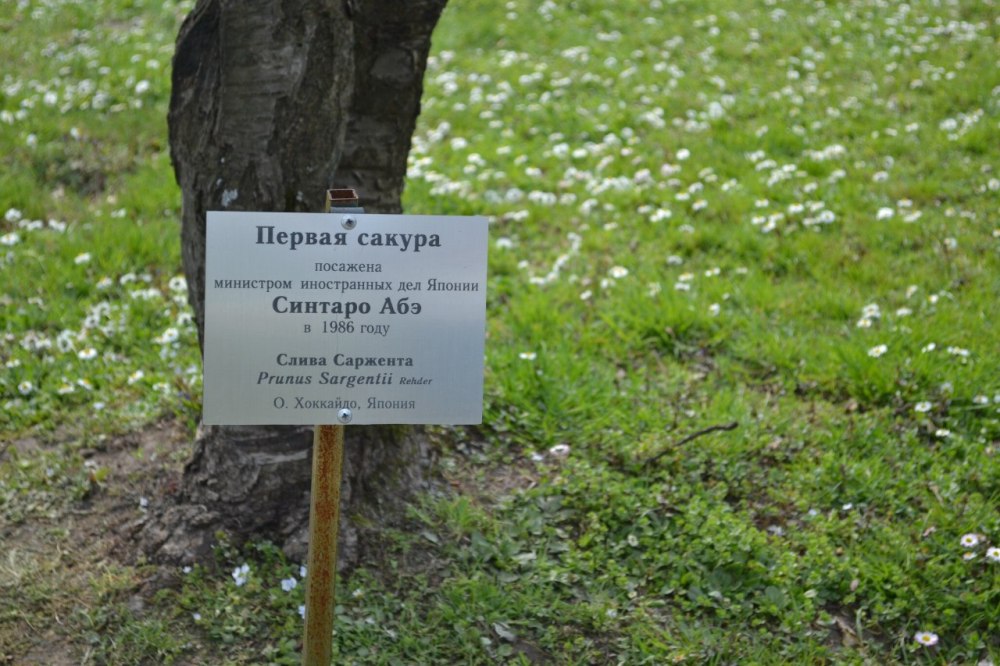 Первая сакура
посажена
министром иностранных дел Японии
Синтаро Абэ
в 1986 году
Слива Саржента
Prunus Sargentii Rehder
О. Хоккайдо, Япония